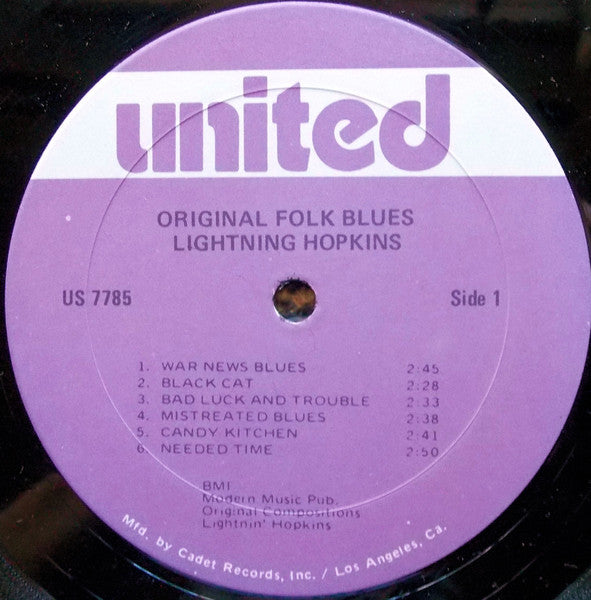 united
ORIGINAL FOLK BLUES
LIGHTNING HOPKINS
US 7785 Side 1
1. WAR NEWS BLUES 2:45
2. BLACK CAT 2:28
3. BAD LUCK AND TROUBLE 2:33
4. MISTREATED BLUES 2:38
5. CANDY KITCHEN 2:41
6. NEEDED TIME 2:50
BMI
Modern Music Pub.
Original Compositions
Lightnin' Hopkins
Mfd. by Cadet Records, Inc. / Los Angeles, Ca.